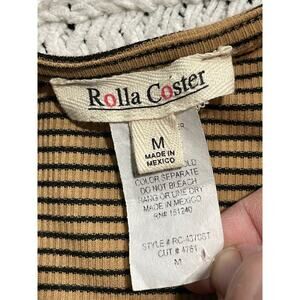 Rolla Coster
M
MADE IN
MEXICO
COLOR SEPARATE
DO NOT BLEACH
HANG OR LINE DRY
MADE IN MEXICO
RN# 151240
STYLE # RC-4370ST
CUT # 4761
M